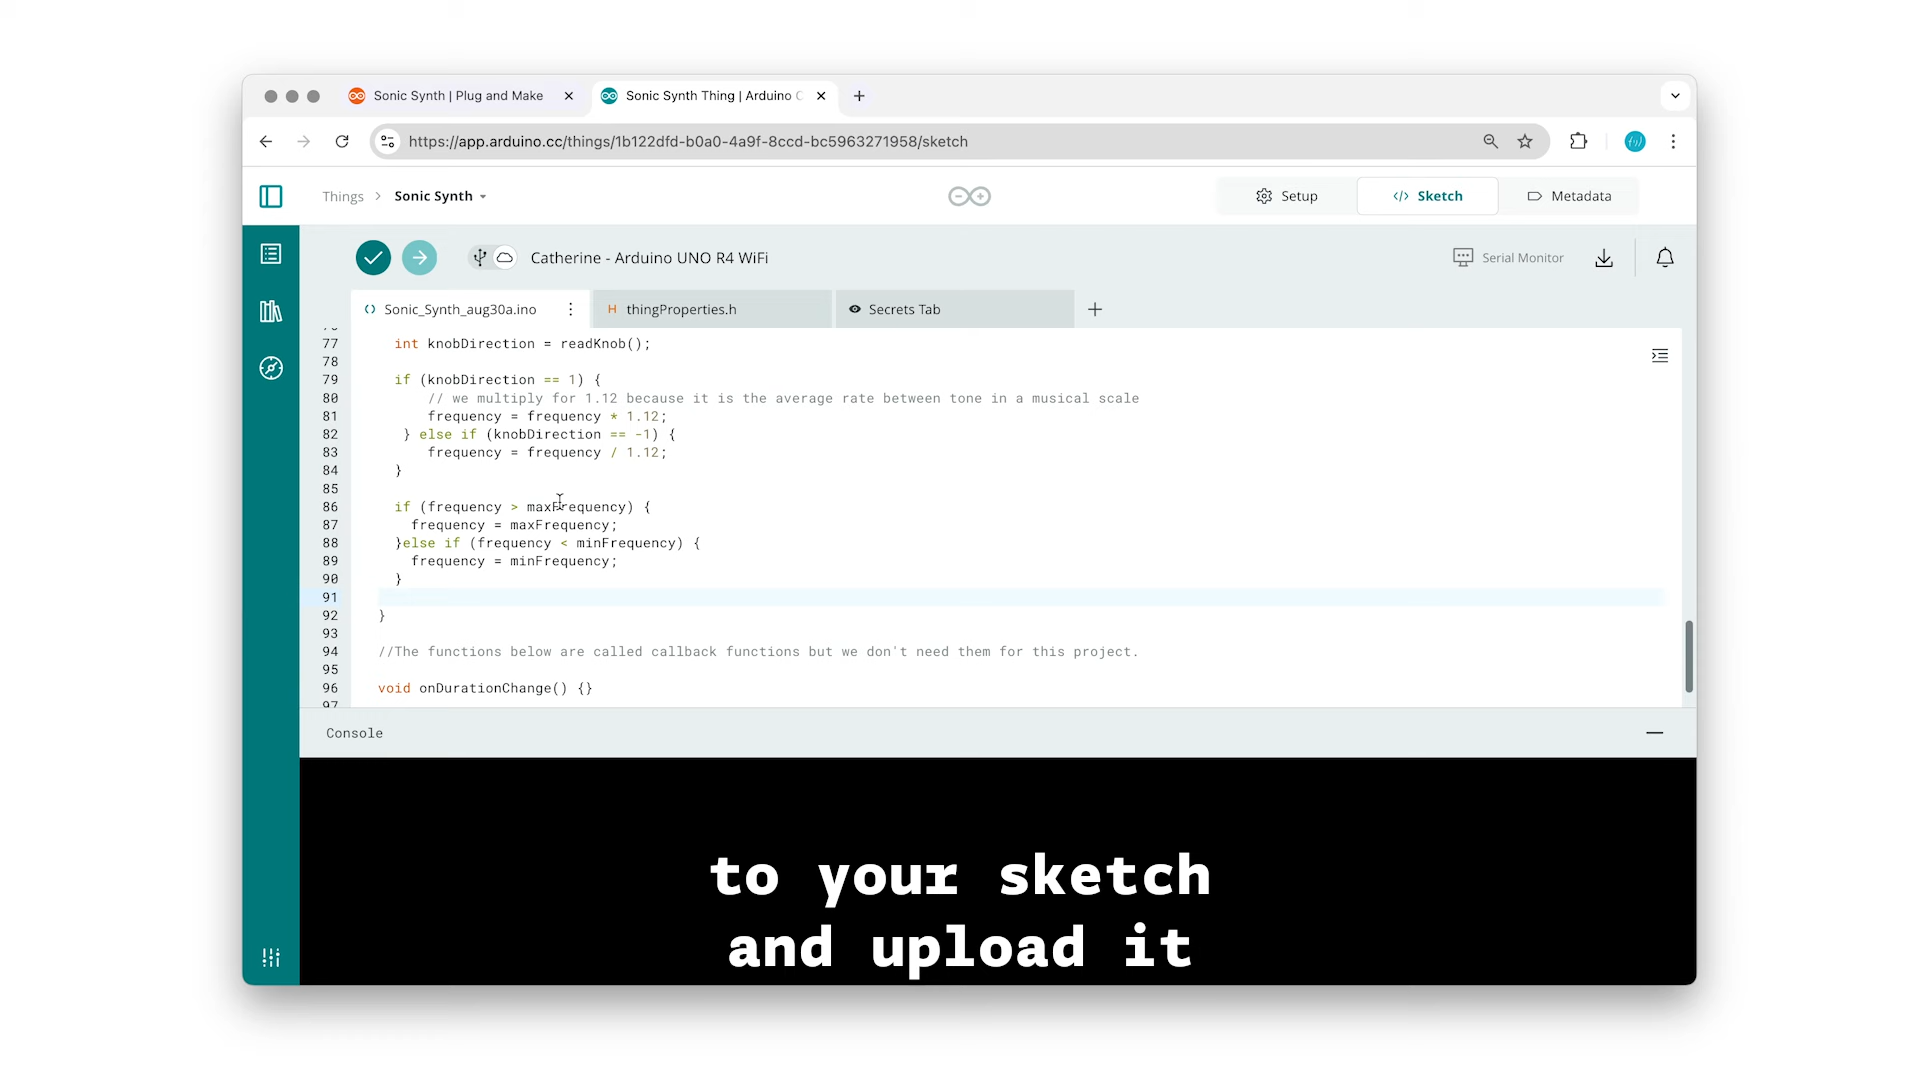 Sonic Synth | Plug and Make
Sonic Synth Thing | Arduino C
https://app.arduino.cc/things/1b122dfd-b0a0-4a9f-8ccd-bc5963271958/sketch
Things > Sonic Synth
Setup
</> Sketch
Metadata
Catherine - Arduino UNO R4 WiFi
Serial Monitor
Sonic_Synth_aug30a.ino
H thingProperties.h
Secrets Tab
77 int knobDirection = readKnob();
78
79 if (knobDirection == 1) {
80 // we multiply for 1.12 because it is the average rate between tone in a musical scale
81 frequency = frequency * 1.12;
82 } else if (knobDirection == -1) {
83 frequency = frequency / 1.12;
84 }
85
86 if (frequency > maxFrequency) {
87 frequency = maxFrequency;
88 }else if (frequency < minFrequency) {
89 frequency = minFrequency;
90 }
91
92 }
93
94 //The functions below are called callback functions but we don't need them for this project.
95
96 void onDurationChange() {}
97
Console
to your sketch
and upload it